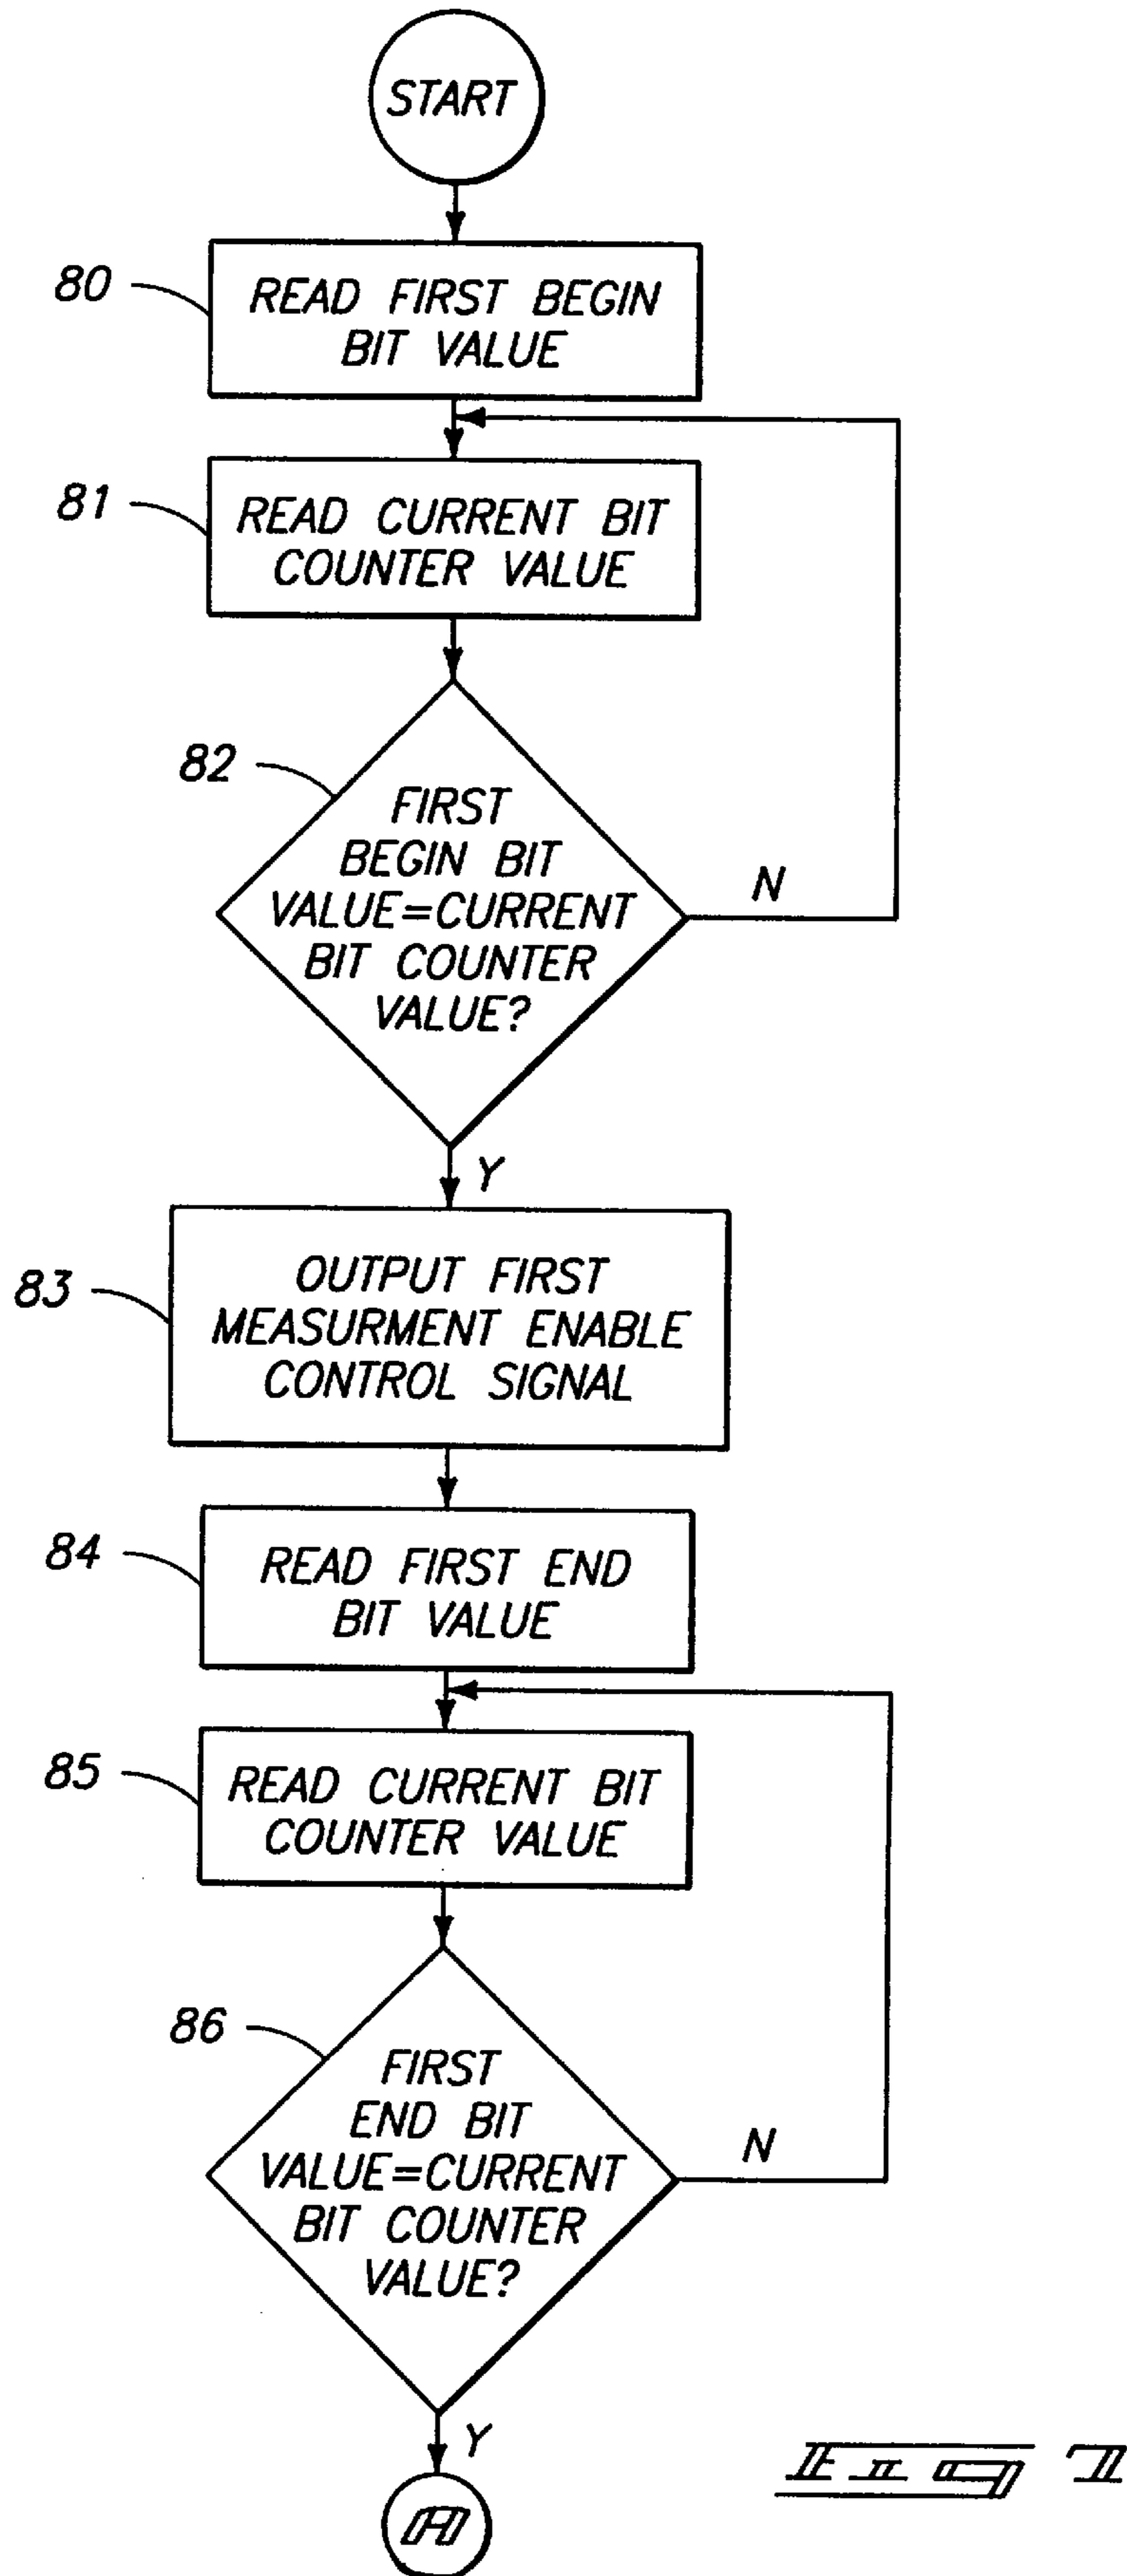 START
80
READ FIRST BEGIN
BIT VALUE
81
READ CURRENT BIT
COUNTER VALUE
82
FIRST
BEGIN BIT
VALUE=CURRENT
BIT COUNTER
VALUE?
N
Y
83
OUTPUT FIRST
MEASURMENT ENABLE
CONTROL SIGNAL
84
READ FIRST END
BIT VALUE
85
READ CURRENT BIT
COUNTER VALUE
86
FIRST
END BIT
VALUE=CURRENT
BIT COUNTER
VALUE?
N
Y
A
Fig 7